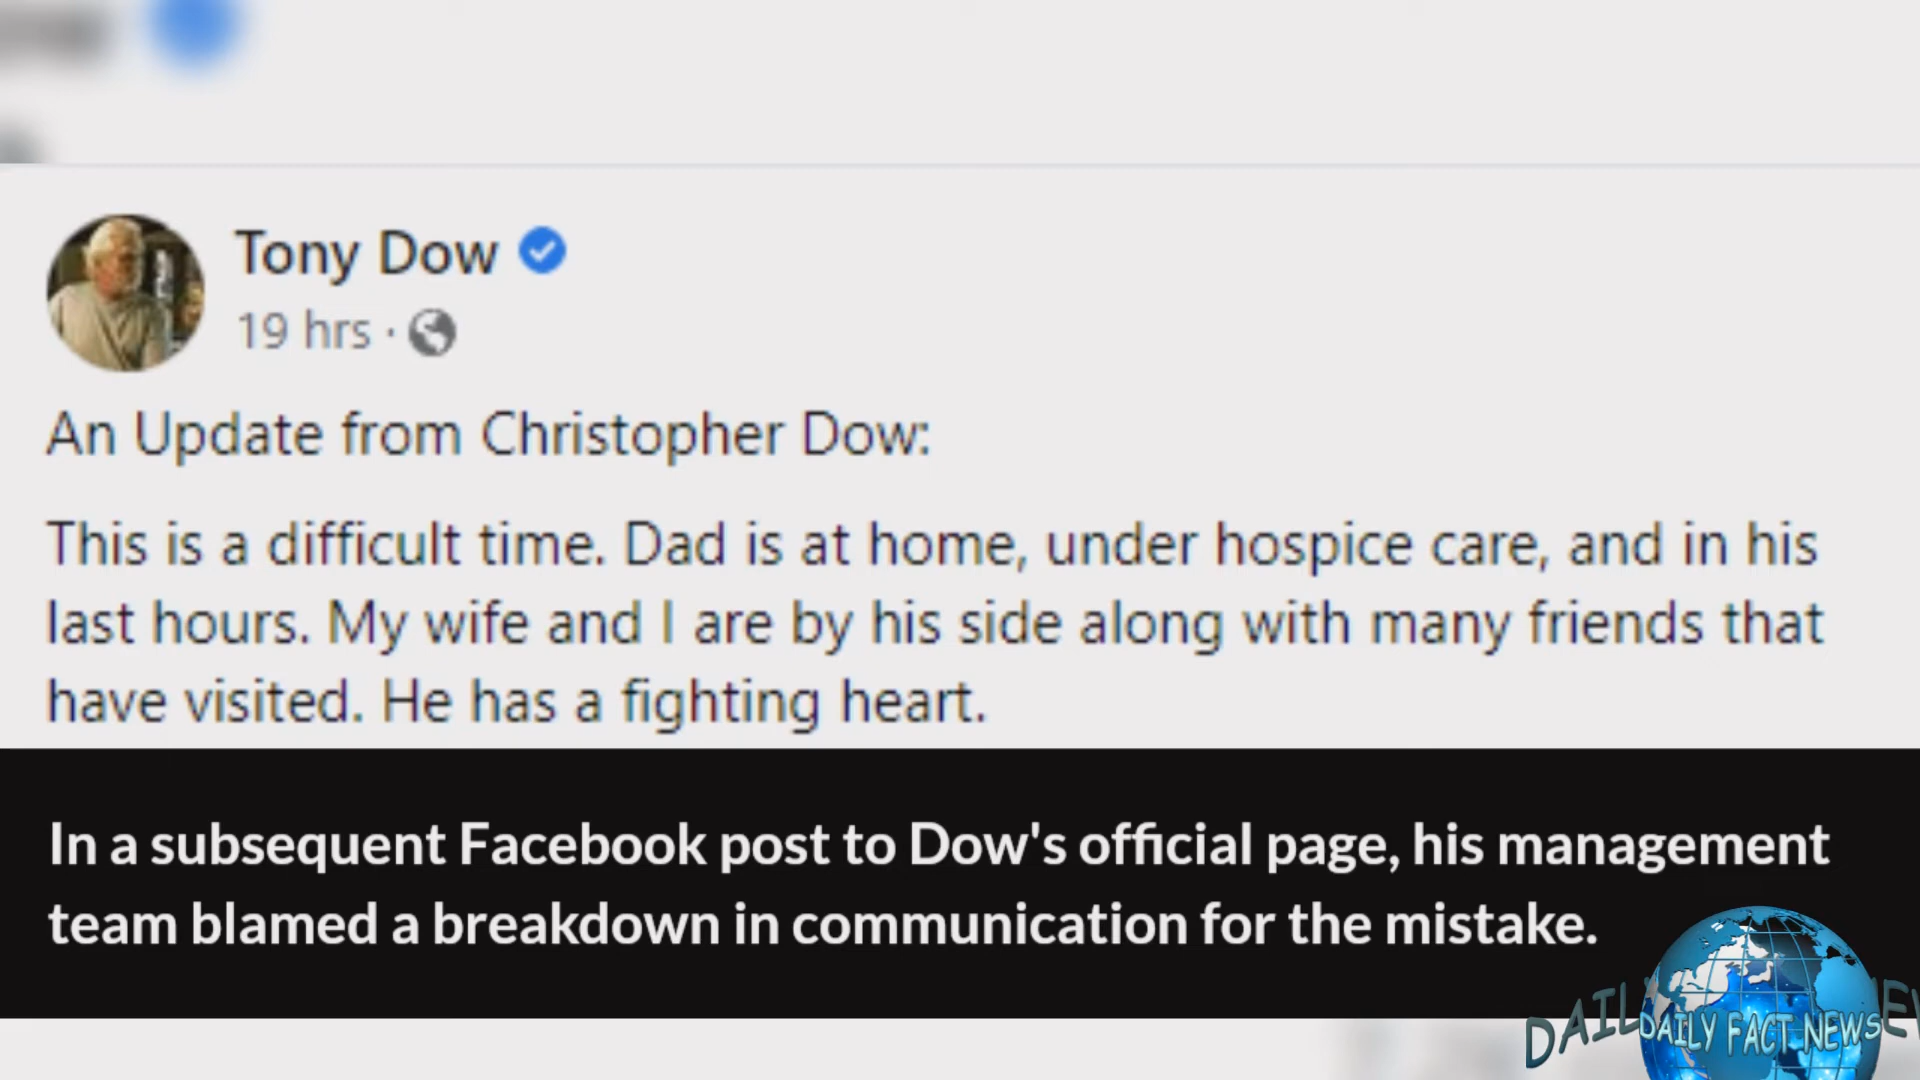 Tony Dow
19 hrs ·
An Update from Christopher Dow:
This is a difficult time. Dad is at home, under hospice care, and in his
last hours. My wife and I are by his side along with many friends that
have visited. He has a fighting heart.
In a subsequent Facebook post to Dow's official page, his management
team blamed a breakdown in communication for the mistake.
DAILY FACT NEWS